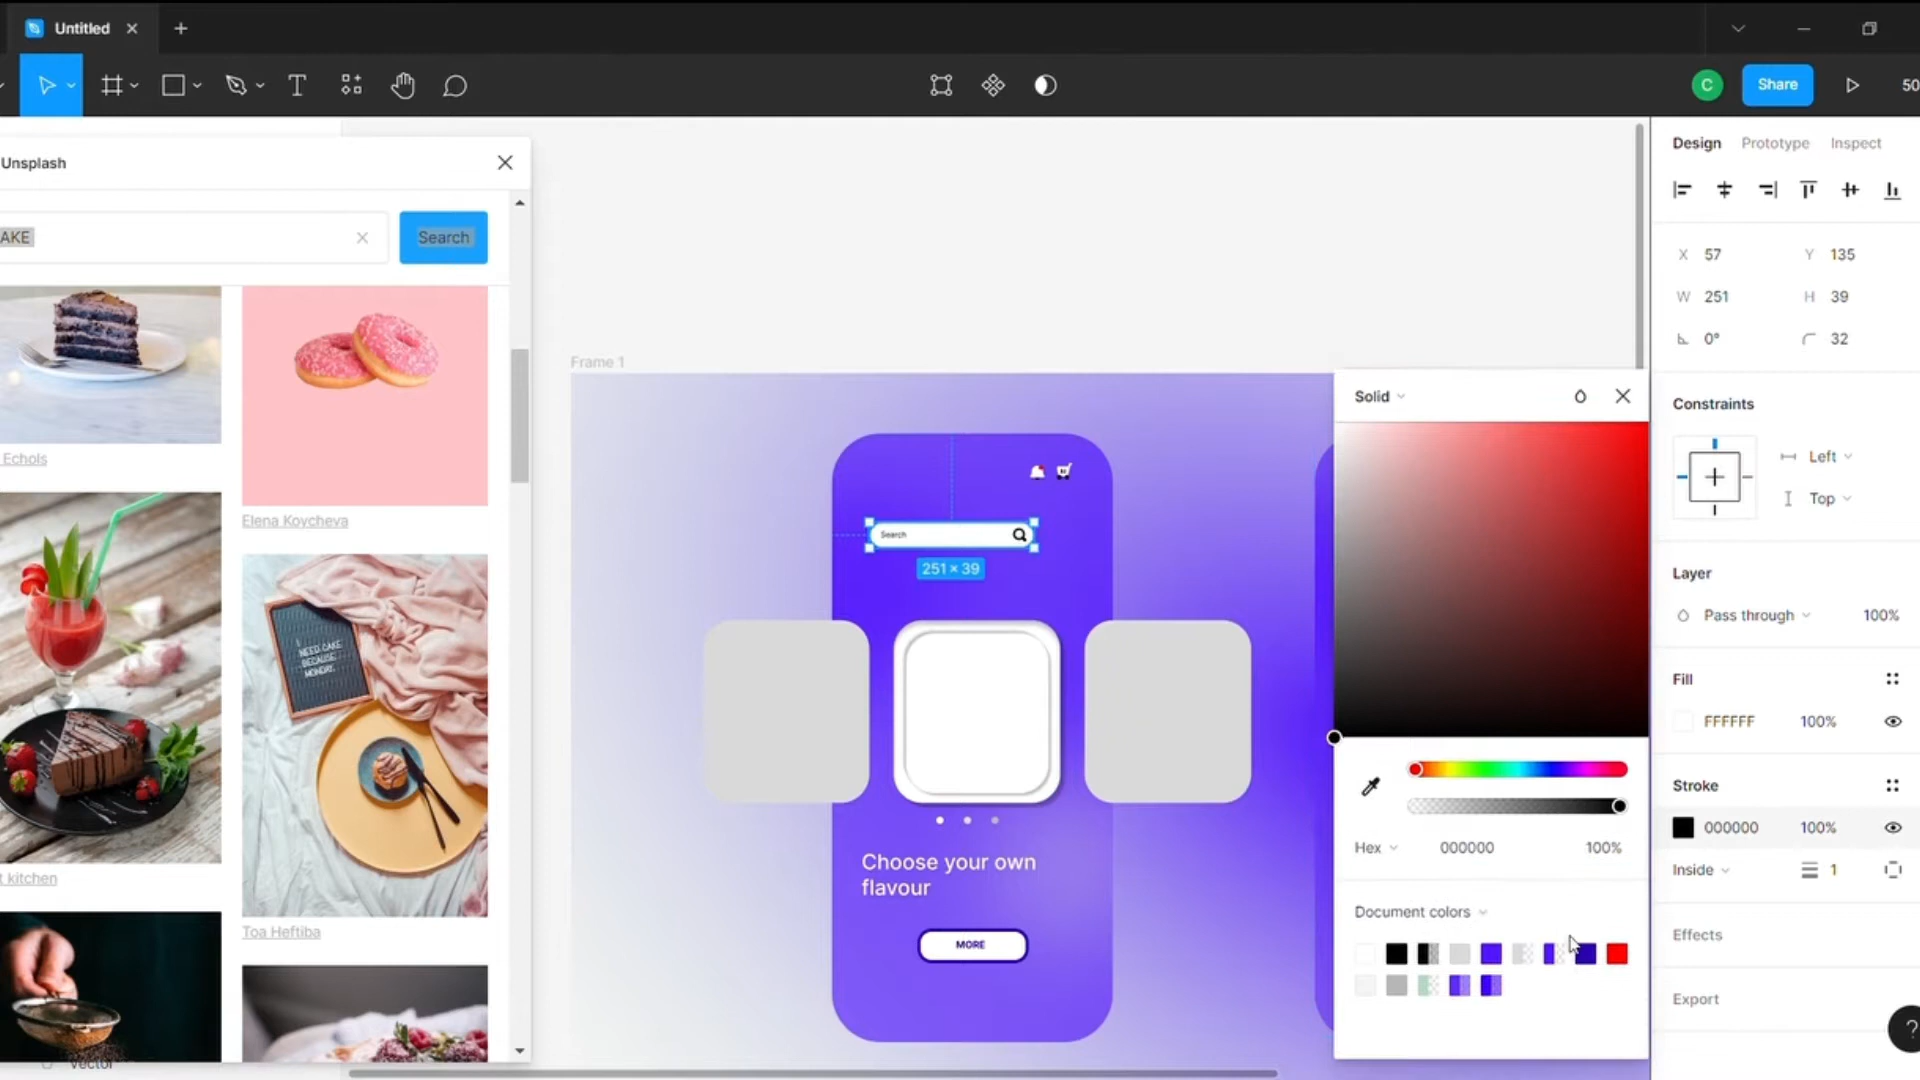 Untitled
C
Share
50
Unsplash
AKE
Search
Echols
Elena Koycheva
I
NEED CAKE
BECAUSE
MONDAY.
t kitchen
Toa Heftiba
Vector
Frame 1
Search
251 × 39
Choose your own
flavour
MORE
Solid
Hex
000000
100%
Document colors
Design
Prototype
Inspect
X 57
Y 135
W 251
H 39
0°
32
Constraints
Left
Top
Layer
Pass through
100%
Fill
FFFFFF
100%
Stroke
000000
100%
Inside
1
Effects
Export
?